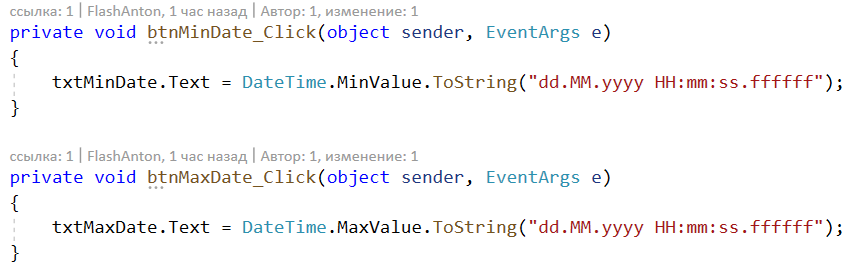 ссылка: 1 | FlashAnton, 1 час назад | Автор: 1, изменение: 1
private void btnMinDate_Click(object sender, EventArgs e)
{
    txtMinDate.Text = DateTime.MinValue.ToString("dd.MM.yyyy HH:mm:ss.ffffff");
}
ссылка: 1 | FlashAnton, 1 час назад | Автор: 1, изменение: 1
private void btnMaxDate_Click(object sender, EventArgs e)
{
    txtMaxDate.Text = DateTime.MaxValue.ToString("dd.MM.yyyy HH:mm:ss.ffffff");
}